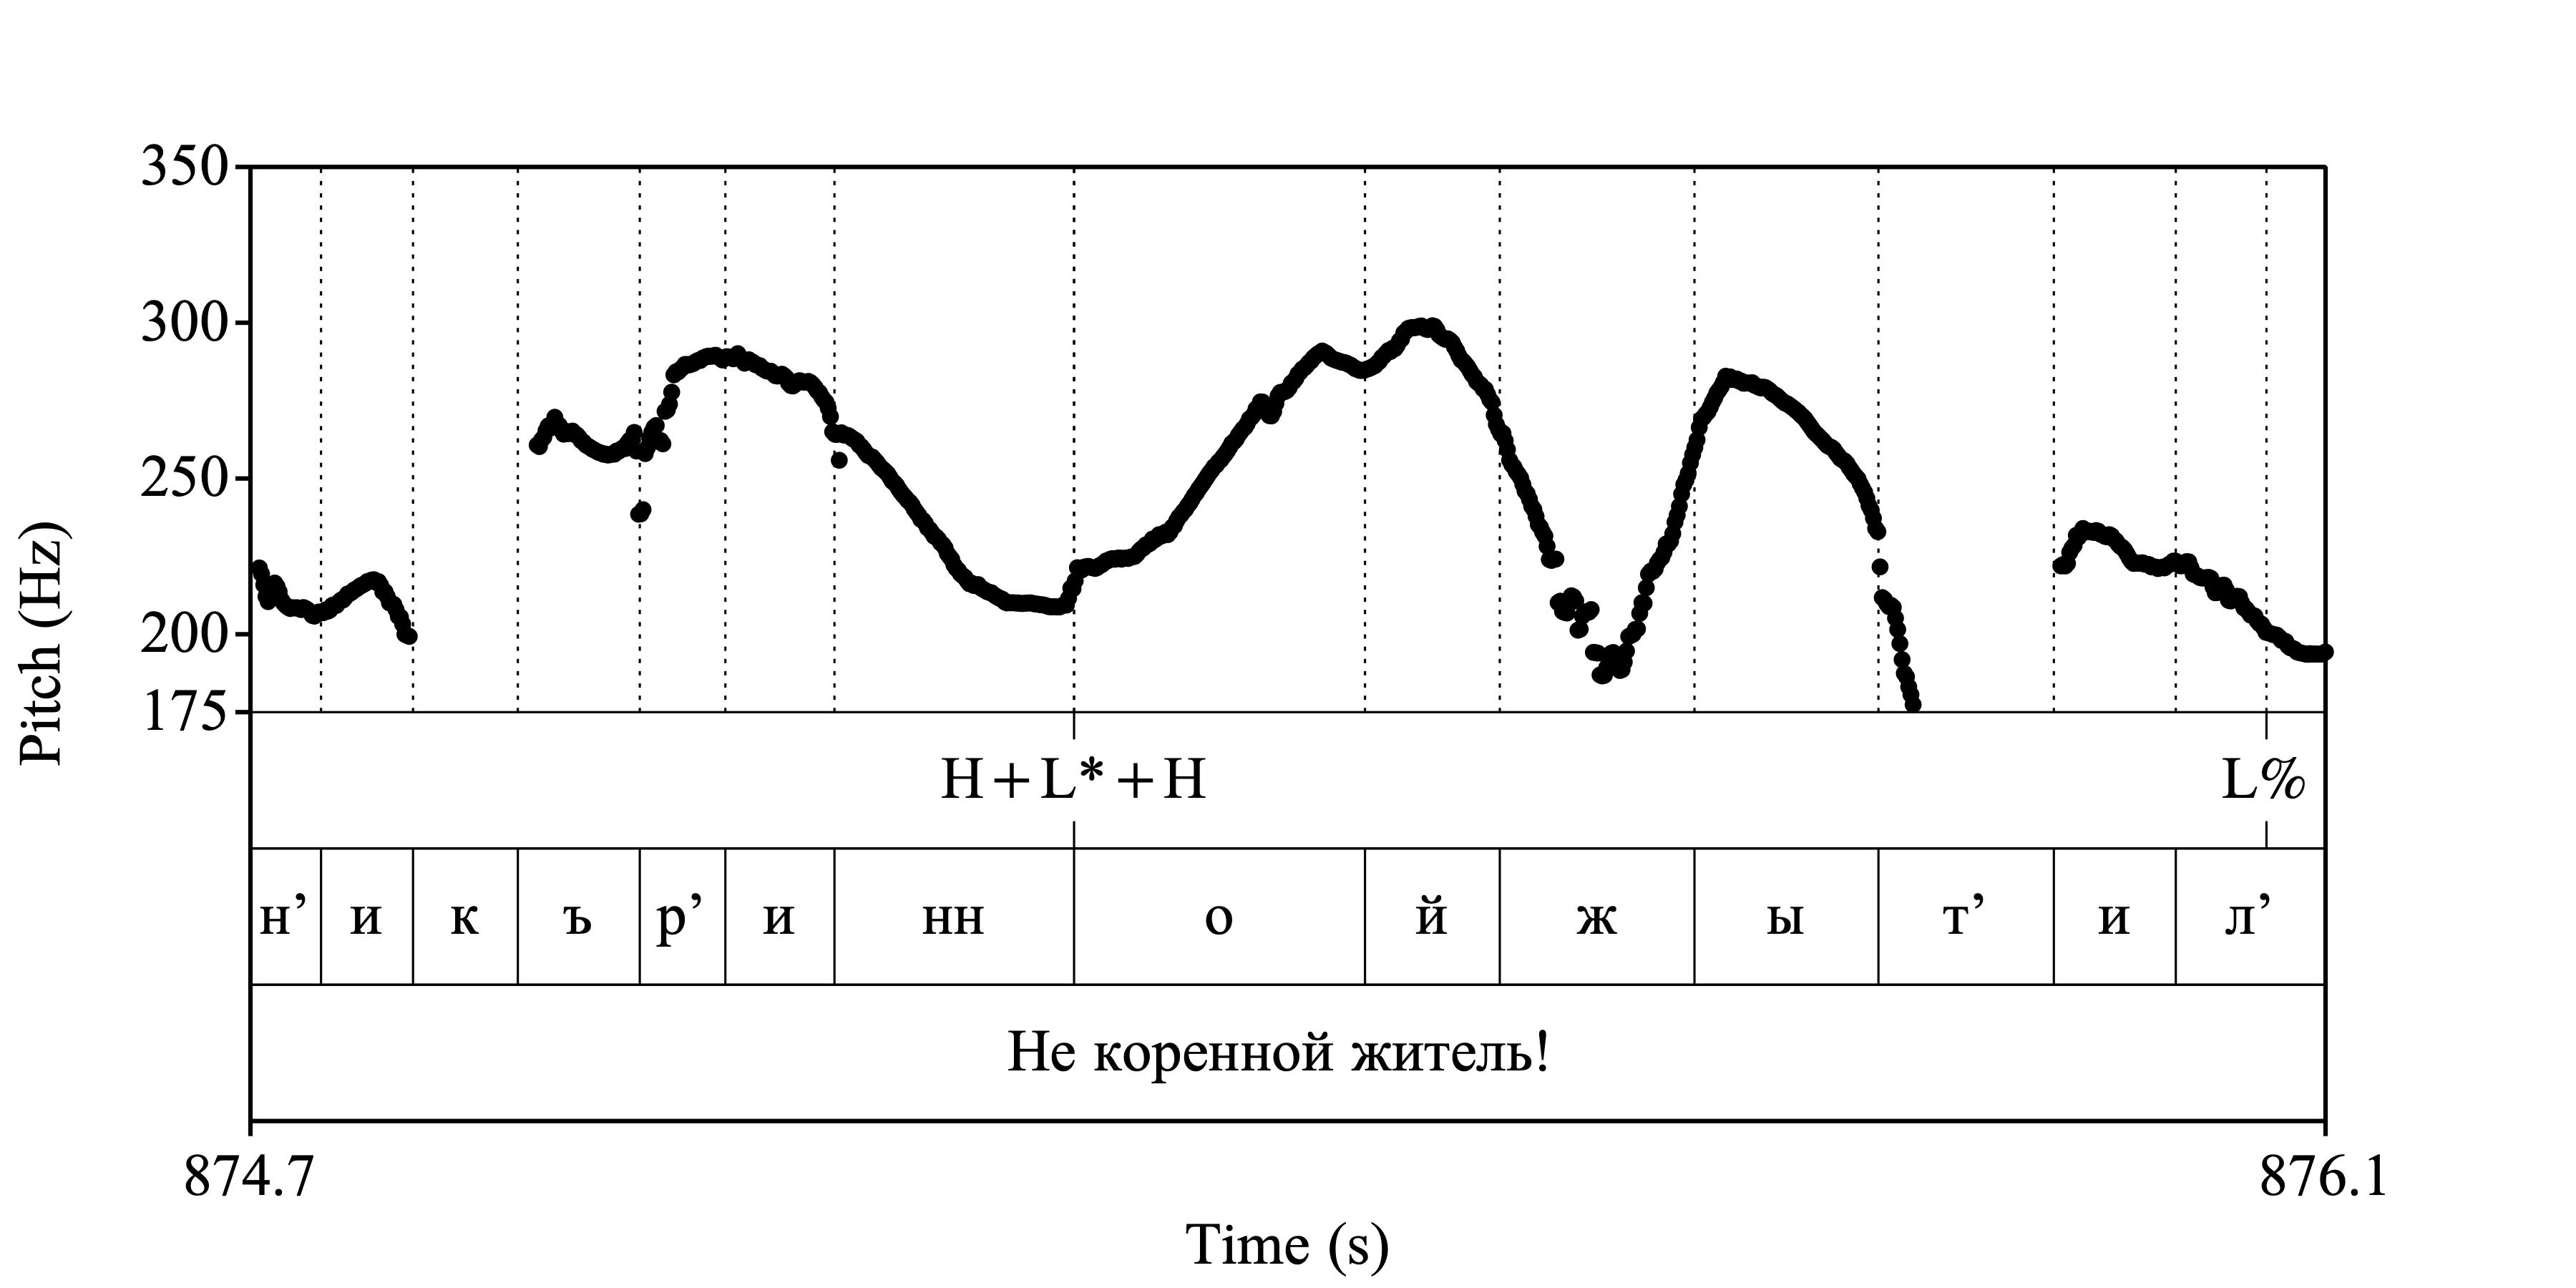 350
300
250
200
175
Pitch (Hz)
H+L*+H L%
н’ и к ъ р’ и нн о й ж ы т’ и л’
Не коренной житель!
874.7 876.1
Time (s)